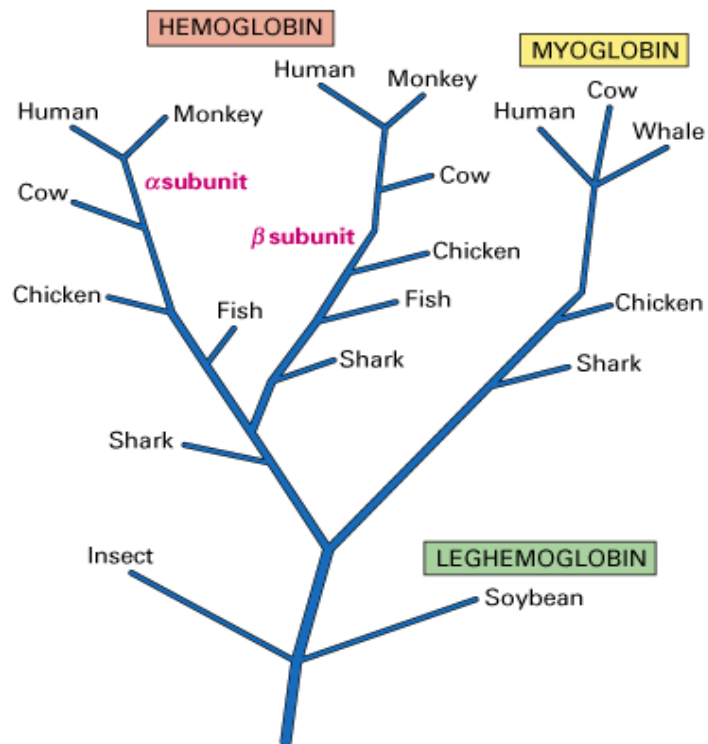 HEMOGLOBIN
MYOGLOBIN
Human
Monkey
Cow
Human
Monkey
Human
Whale
Cow
α subunit
Cow
β subunit
Chicken
Chicken
Fish
Fish
Chicken
Shark
Shark
Shark
Insect
LEGHEMOGLOBIN
Soybean